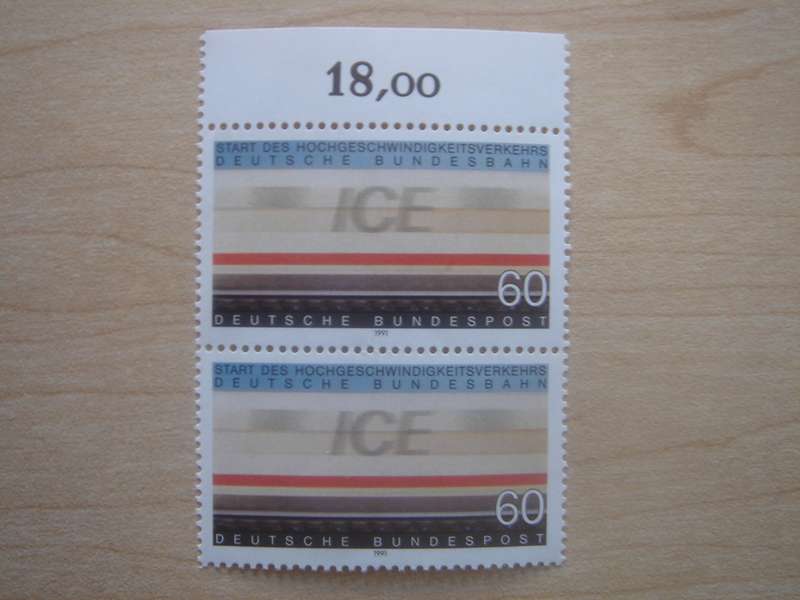 18,00
START DES HOCHGESCHWINDIGKEITSVERKEHRS
DEUTSCHE BUNDESBAHN
ICE
60
DEUTSCHE BUNDESPOST
1991
START DES HOCHGESCHWINDIGKEITSVERKEHRS
DEUTSCHE BUNDESBAHN
ICE
60
DEUTSCHE BUNDESPOST
1991